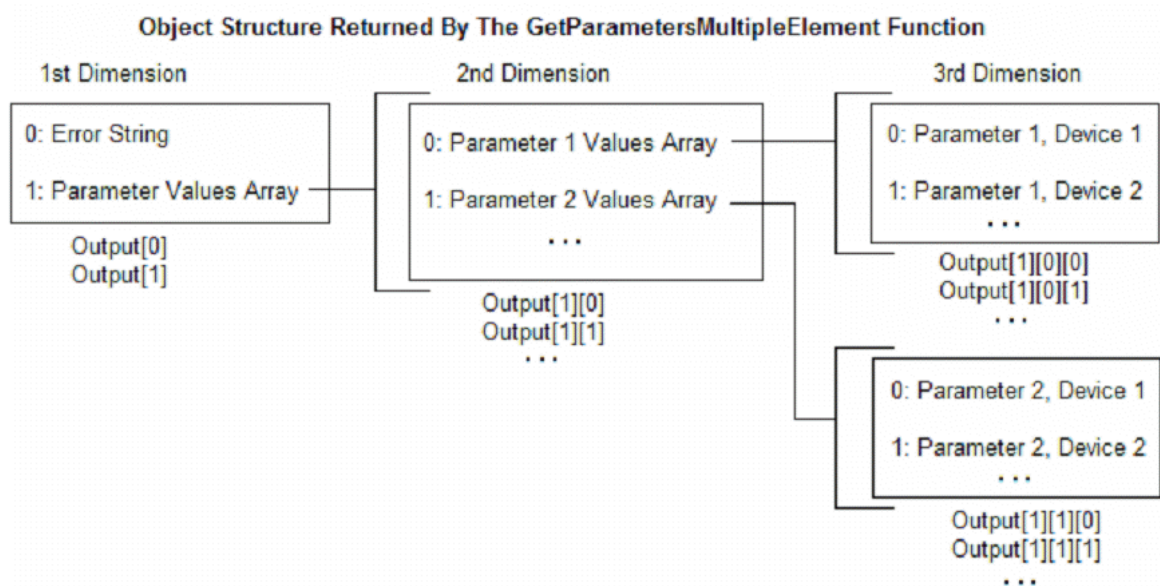 Object Structure Returned By The GetParametersMultipleElement Function
1st Dimension
0: Error String
1: Parameter Values Array
Output[0]
Output[1]
2nd Dimension
0: Parameter 1 Values Array
1: Parameter 2 Values Array
...
Output[1][0]
Output[1][1]
...
3rd Dimension
0: Parameter 1, Device 1
1: Parameter 1, Device 2
...
Output[1][0][0]
Output[1][0][1]
...
0: Parameter 2, Device 1
1: Parameter 2, Device 2
...
Output[1][1][0]
Output[1][1][1]
...